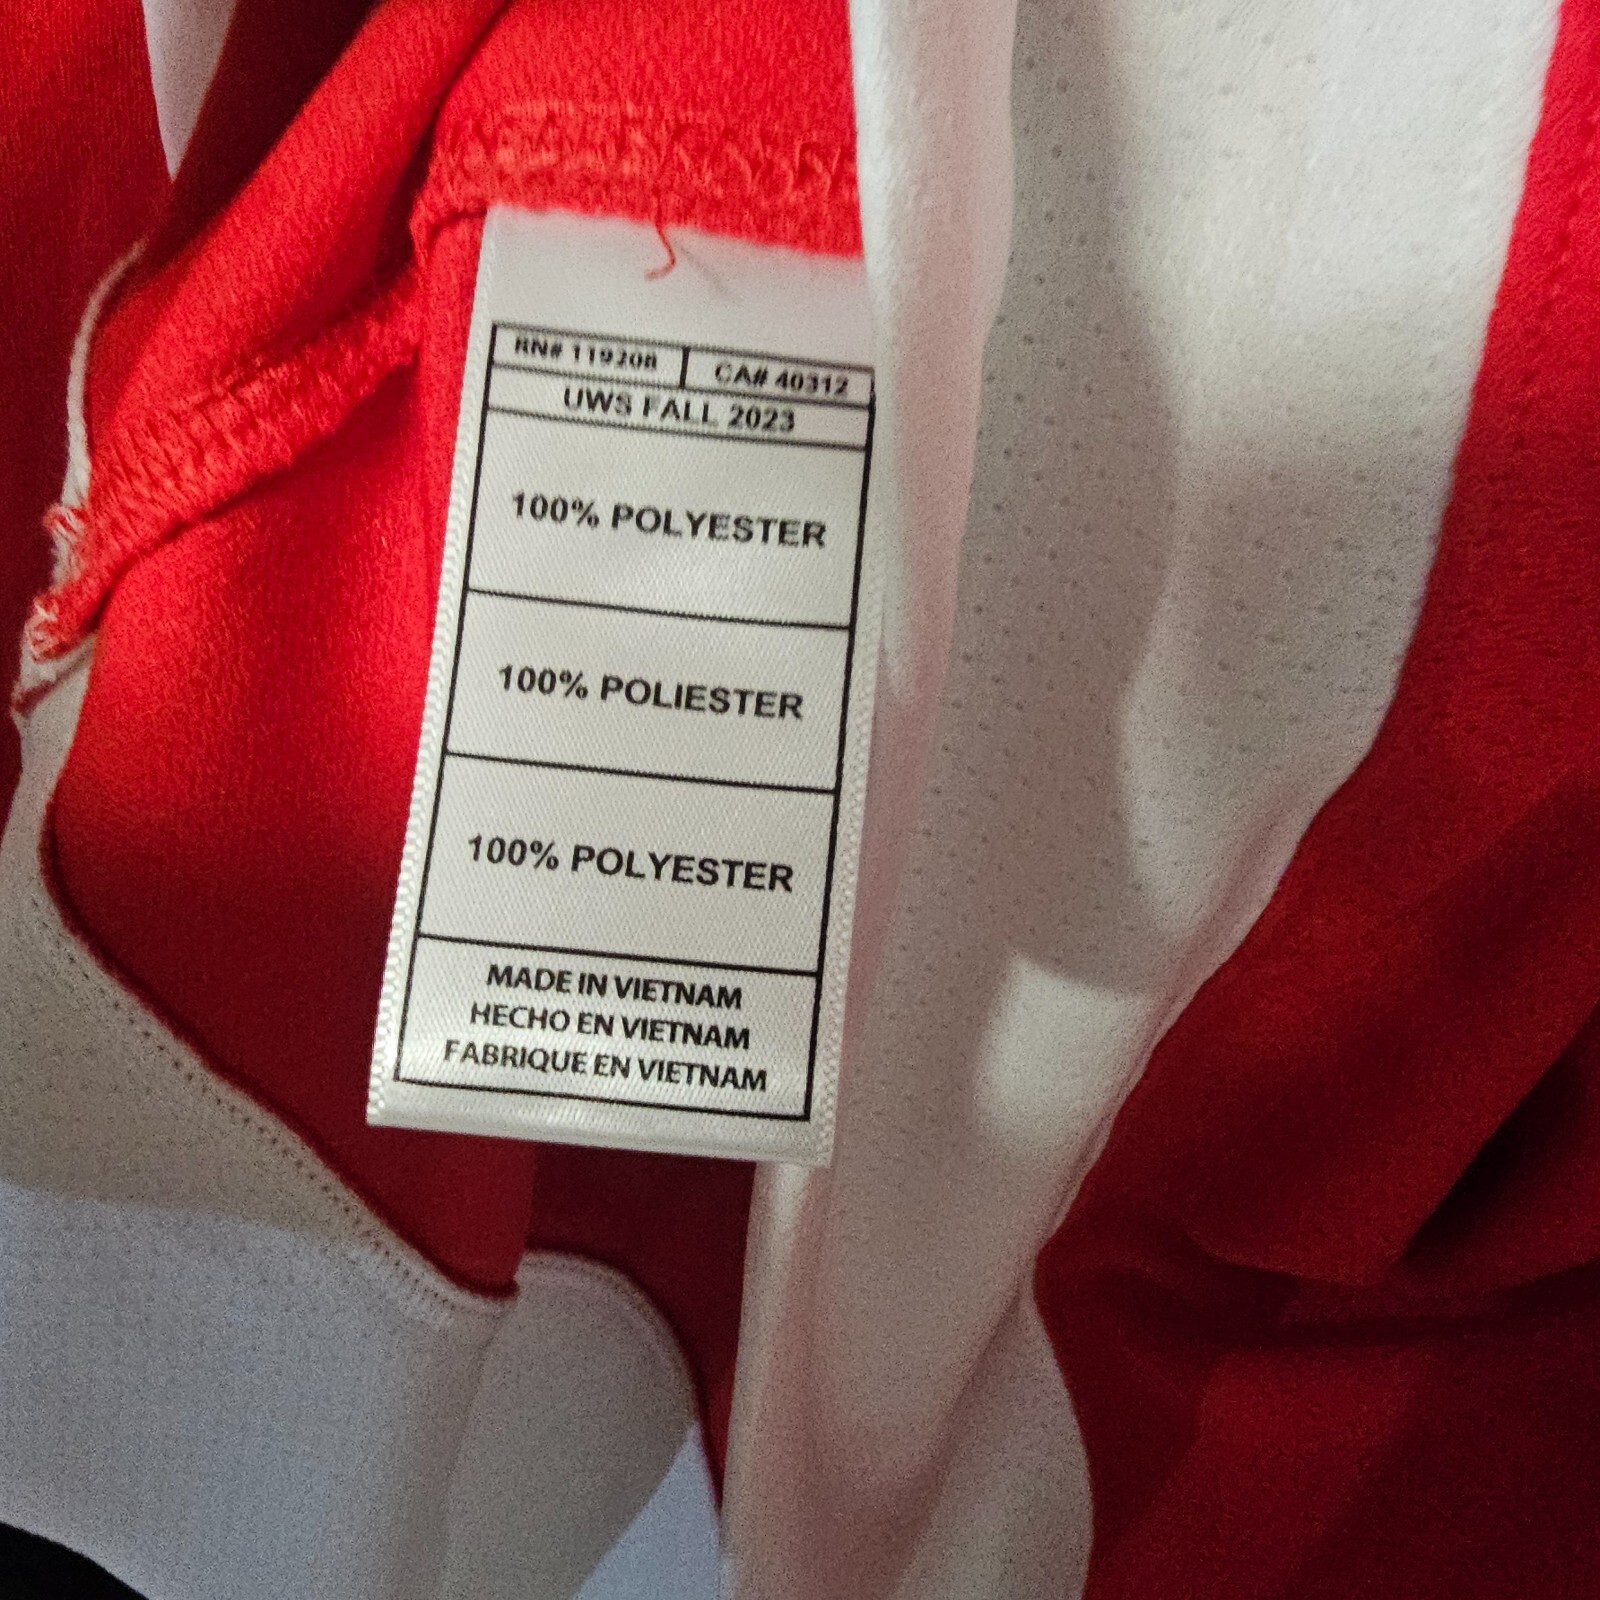 RN# 119208 CA# 40312
UWS FALL 2023
100% POLYESTER
100% POLIESTER
100% POLYESTER
MADE IN VIETNAM
HECHO EN VIETNAM
FABRIQUE EN VIETNAM